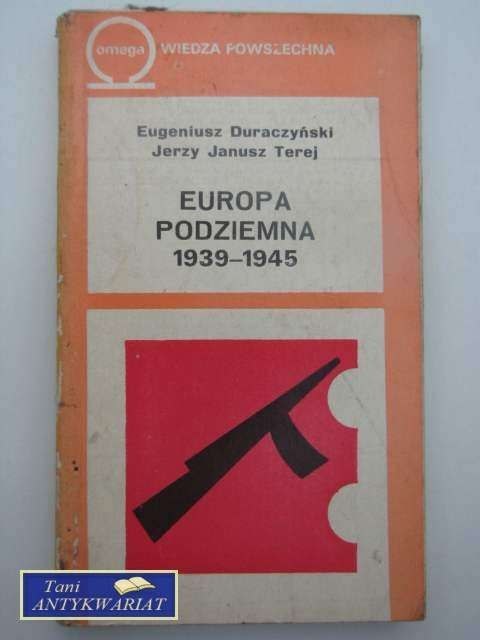 omega
WIEDZA POWSZECHNA
Eugeniusz Duraczyński
Jerzy Janusz Terej
EUROPA
PODZIEMNA
1939–1945
Tani
ANTYKWARIAT